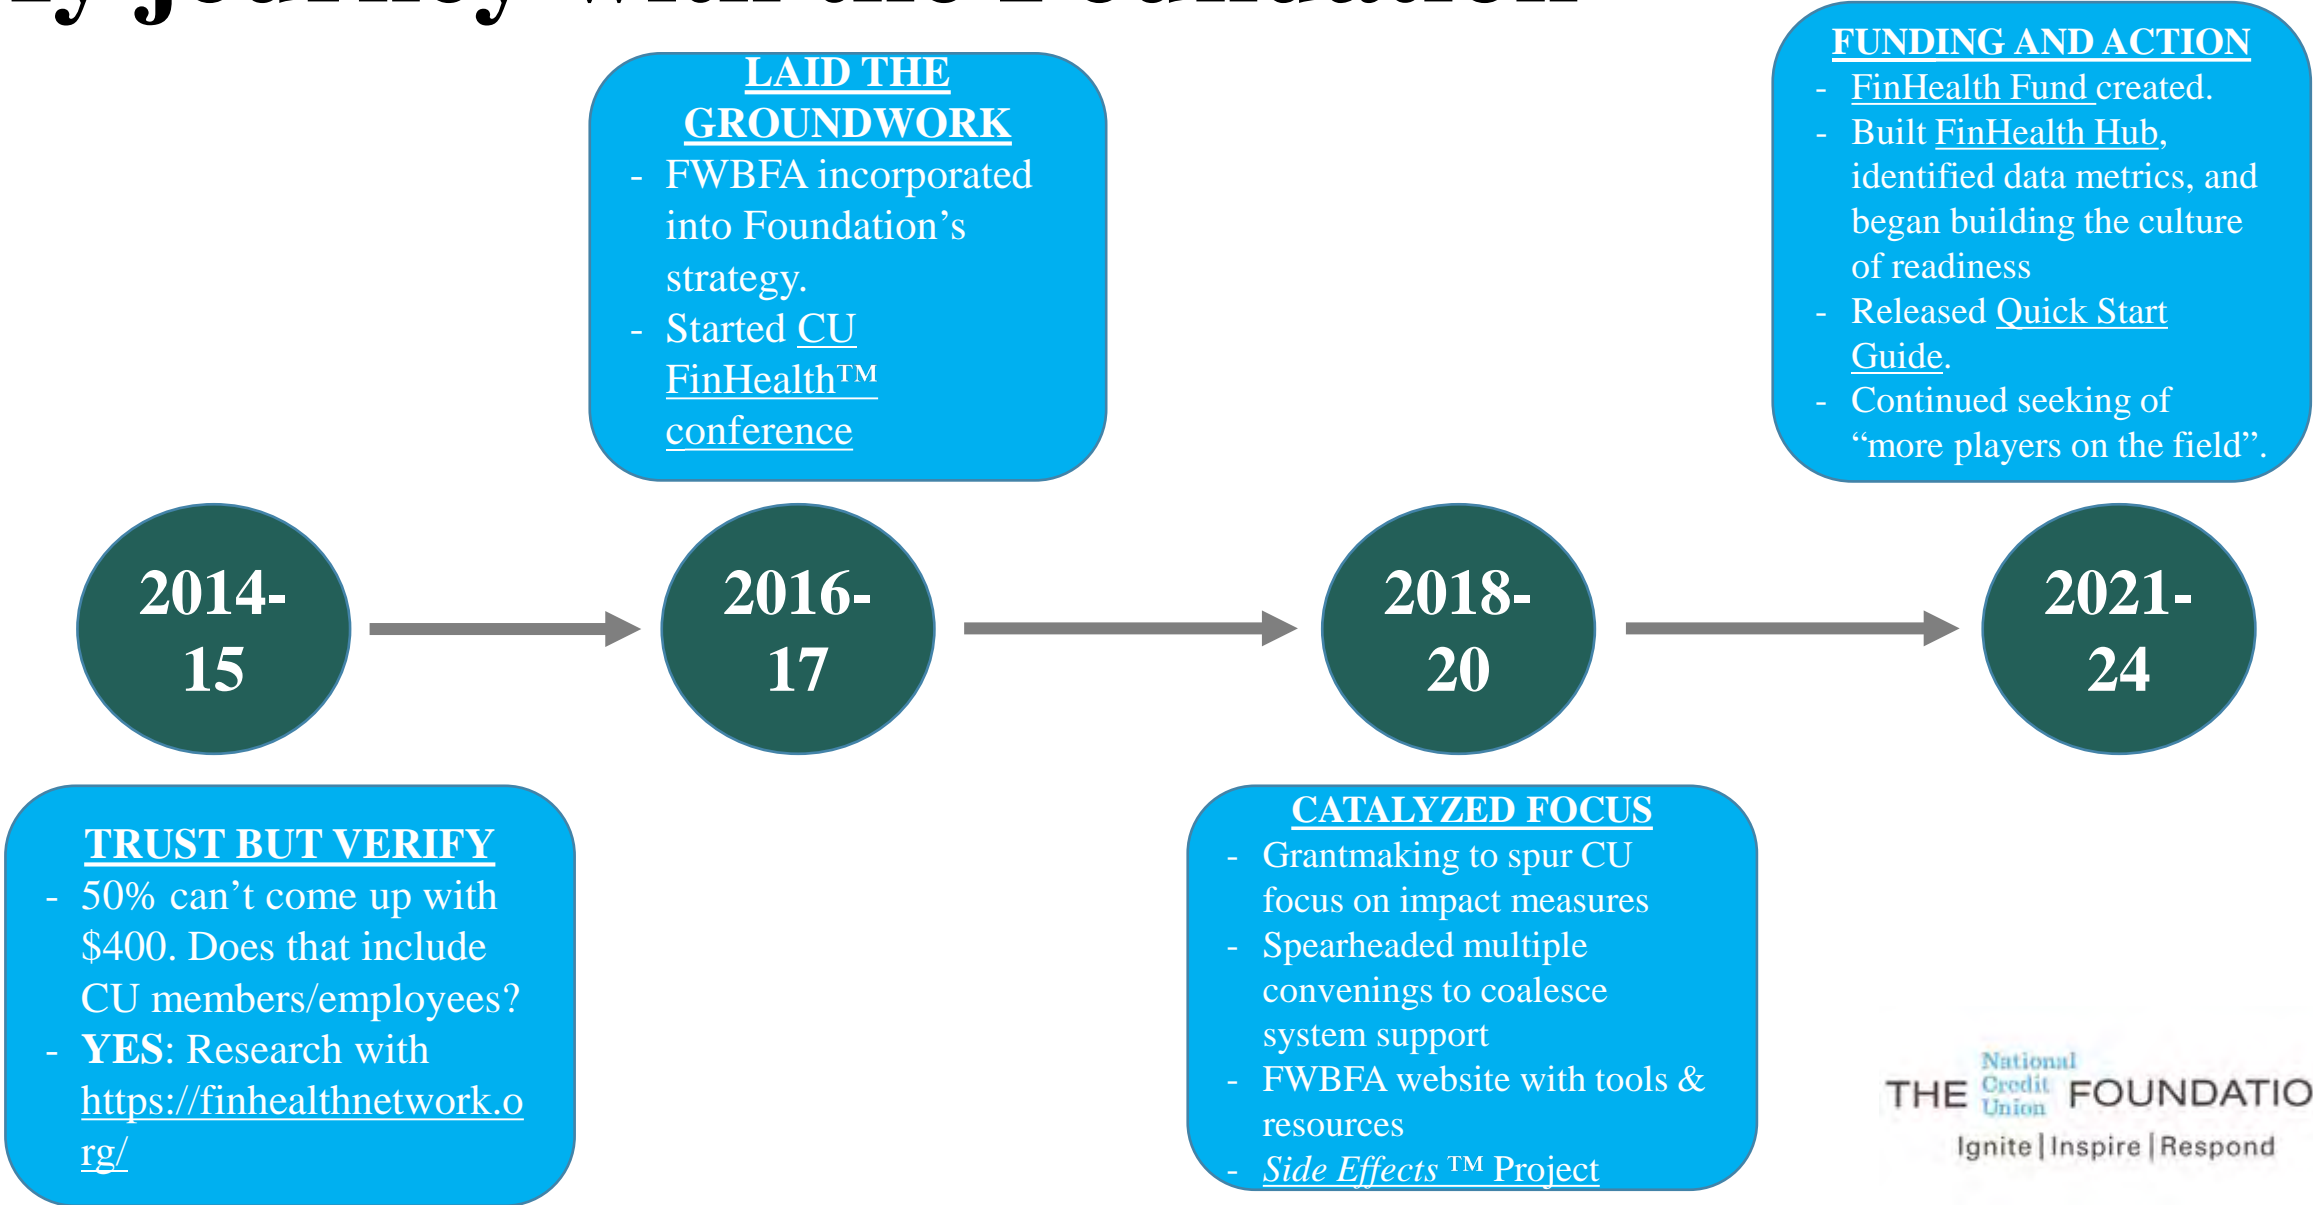 journey with the Foundation
LAID THE
GROUNDWORK
- FWBFA incorporated
into Foundation’s
strategy.
- Started CU
FinHealth™
conference
FUNDING AND ACTION
- FinHealth Fund created.
- Built FinHealth Hub,
identified data metrics, and
began building the culture
of readiness
- Released Quick Start
Guide.
- Continued seeking of
“more players on the field”.
2014-
15
2016-
17
2018-
20
2021-
24
TRUST BUT VERIFY
- 50% can’t come up with
$400. Does that include
CU members/employees?
- YES: Research with
https://finhealthnetwork.o
rg/
CATALYZED FOCUS
- Grantmaking to spur CU
focus on impact measures
- Spearheaded multiple
convenings to coalesce
system support
- FWBFA website with tools &
resources
- Side Effects ™ Project
THE National Credit Union FOUNDATIO
Ignite | Inspire | Respond